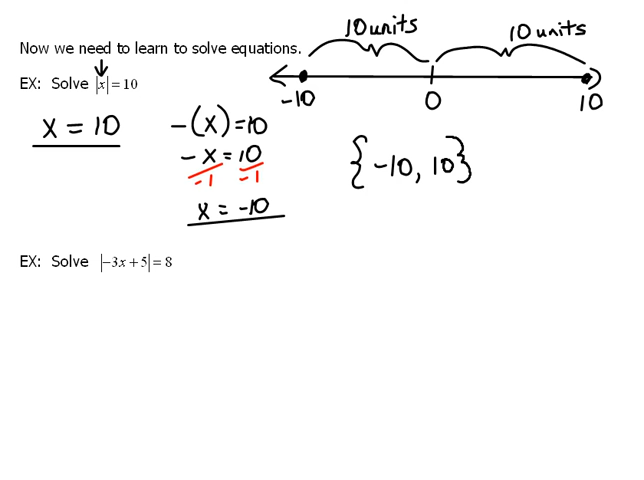 10 units 10 units
Now we need to learn to solve equations.
EX: Solve |x| = 10
-10 0 10
x = 10 -(x) = 10 {-10, 10}
-x = 10
-1 -1
x = -10
EX: Solve |-3x + 5| = 8